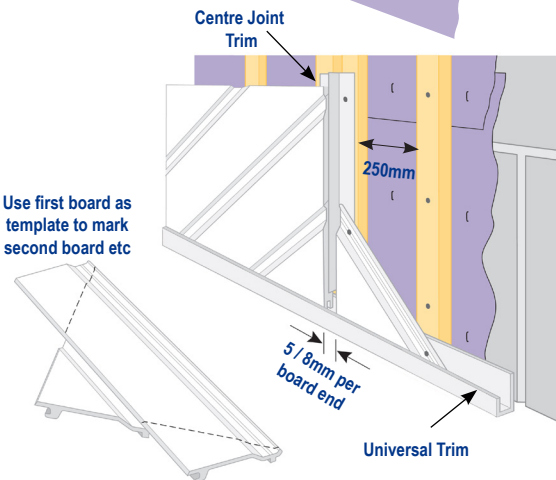 Centre Joint
Trim
250mm
Use first board as
template to mark
second board etc
5 / 8mm per
board end
Universal Trim